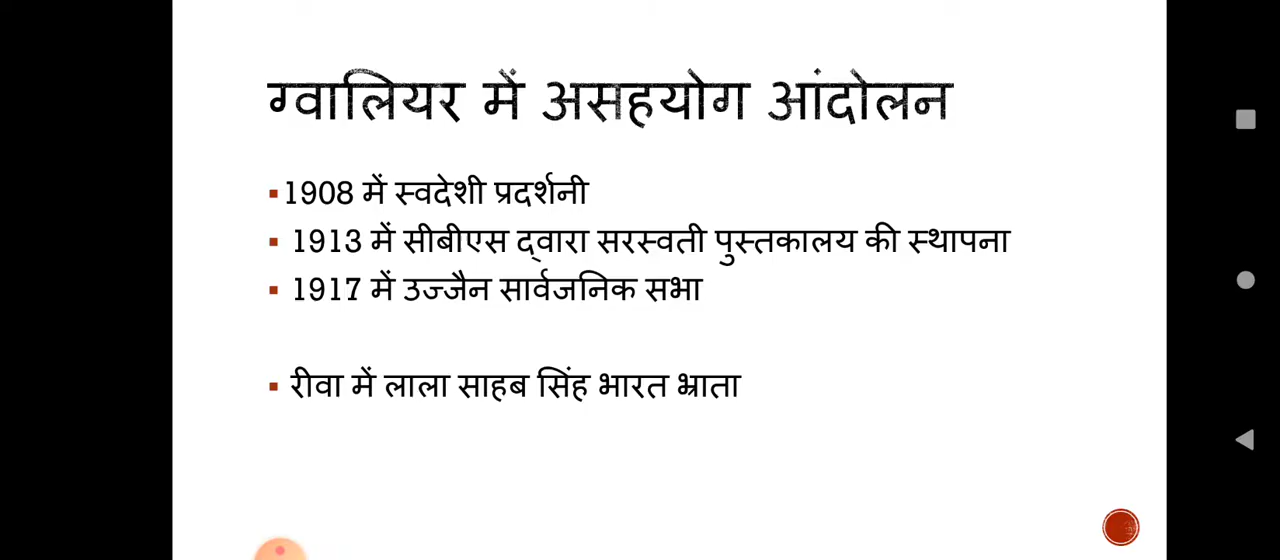 ग्वालियर में असहयोग आंदोलन
▪1908 में स्वदेशी प्रदर्शनी
▪ 1913 में सीबीएस द्वारा सरस्वती पुस्तकालय की स्थापना
▪ 1917 में उज्जैन सार्वजनिक सभा
▪ रीवा में लाला साहब सिंह भारत भ्राता